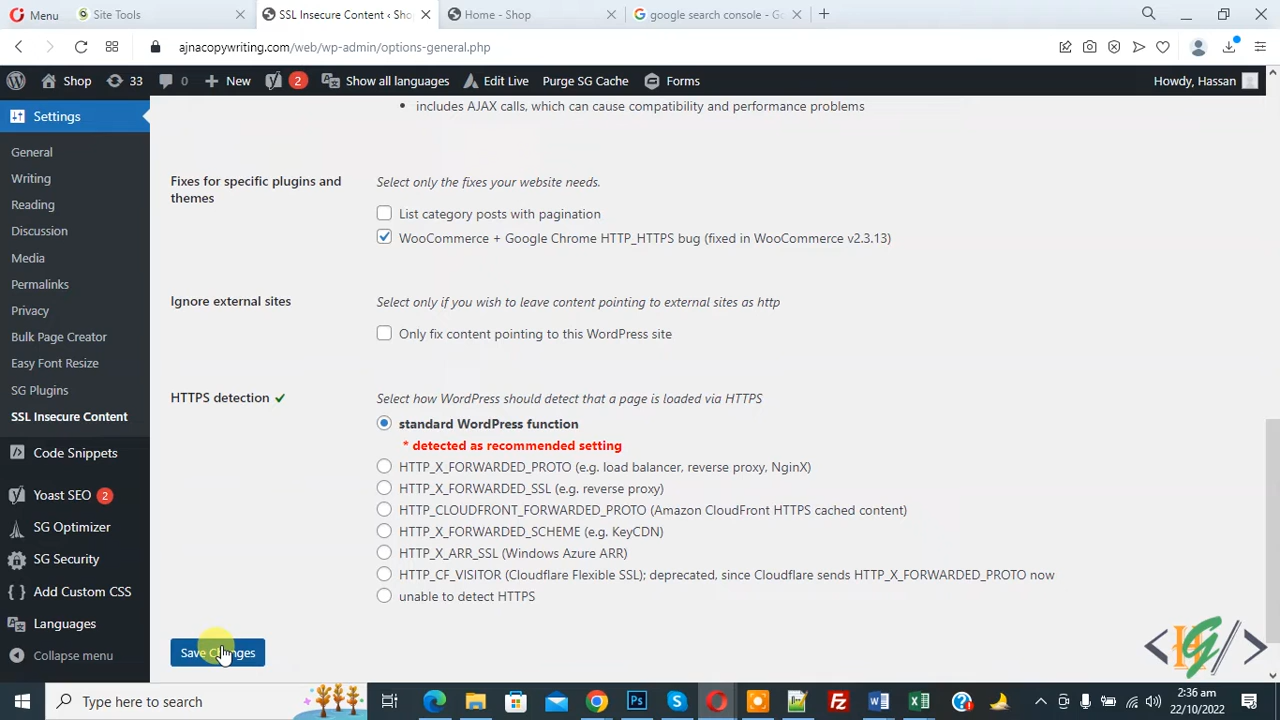 Menu
Site Tools
SSL Insecure Content ‹ Sho
Home - Shop
google search console - Go
ajnacopywriting.com/web/wp-admin/options-general.php
Shop
33
0
New
2
Show all languages
Edit Live
Purge SG Cache
Forms
Howdy, Hassan
Settings
General
Writing
Reading
Discussion
Media
Permalinks
Privacy
Bulk Page Creator
Easy Font Resize
SG Plugins
SSL Insecure Content
Code Snippets
Yoast SEO 2
SG Optimizer
SG Security
Add Custom CSS
Languages
Collapse menu
• includes AJAX calls, which can cause compatibility and performance problems
Fixes for specific plugins and
themes
Select only the fixes your website needs.
List category posts with pagination
WooCommerce + Google Chrome HTTP_HTTPS bug (fixed in WooCommerce v2.3.13)
Ignore external sites
Select only if you wish to leave content pointing to external sites as http
Only fix content pointing to this WordPress site
HTTPS detection ✓
Select how WordPress should detect that a page is loaded via HTTPS
standard WordPress function
* detected as recommended setting
HTTP_X_FORWARDED_PROTO (e.g. load balancer, reverse proxy, NginX)
HTTP_X_FORWARDED_SSL (e.g. reverse proxy)
HTTP_CLOUDFRONT_FORWARDED_PROTO (Amazon CloudFront HTTPS cached content)
HTTP_X_FORWARDED_SCHEME (e.g. KeyCDN)
HTTP_X_ARR_SSL (Windows Azure ARR)
HTTP_CF_VISITOR (Cloudflare Flexible SSL); deprecated, since Cloudflare sends HTTP_X_FORWARDED_PROTO now
unable to detect HTTPS
Save Changes
Type here to search
2:36 am
22/10/2022